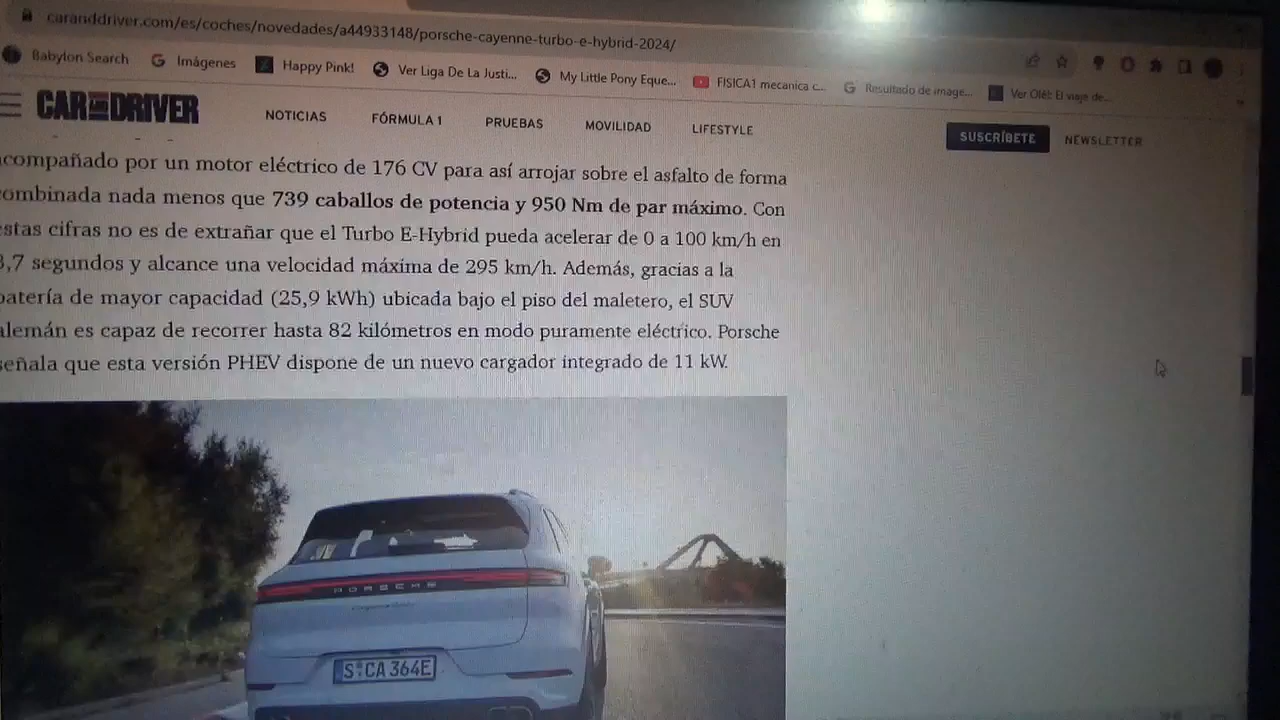 caranddriver.com/es/coches/novedades/a44933148/porsche-cayenne-turbo-e-hybrid-2024/
Babylon Search Imágenes Happy Pink! Ver Liga De La Justi... My Little Pony Eque... FISICA1 mecanica c... Resultado de image... Ver Olé!: El viaje de...
CAR AND DRIVER NOTICIAS FÓRMULA 1 PRUEBAS MOVILIDAD LIFESTYLE SUSCRÍBETE NEWSLETTER
compañado por un motor eléctrico de 176 CV para así arrojar sobre el asfalto de forma
ombinada nada menos que 739 caballos de potencia y 950 Nm de par máximo. Con
stas cifras no es de extrañar que el Turbo E-Hybrid pueda acelerar de 0 a 100 km/h en
3,7 segundos y alcance una velocidad máxima de 295 km/h. Además, gracias a la
batería de mayor capacidad (25,9 kWh) ubicada bajo el piso del maletero, el SUV
alemán es capaz de recorrer hasta 82 kilómetros en modo puramente eléctrico. Porsche
señala que esta versión PHEV dispone de un nuevo cargador integrado de 11 kW.
PORSCHE
S CA 364E